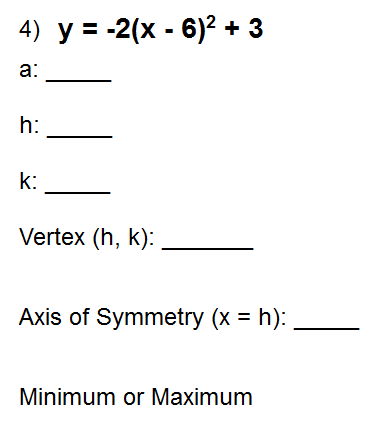 4) y = -2(x - 6)² + 3
a: _____
h: _____
k: _____
Vertex (h, k): _______
Axis of Symmetry (x = h): _____
Minimum or Maximum